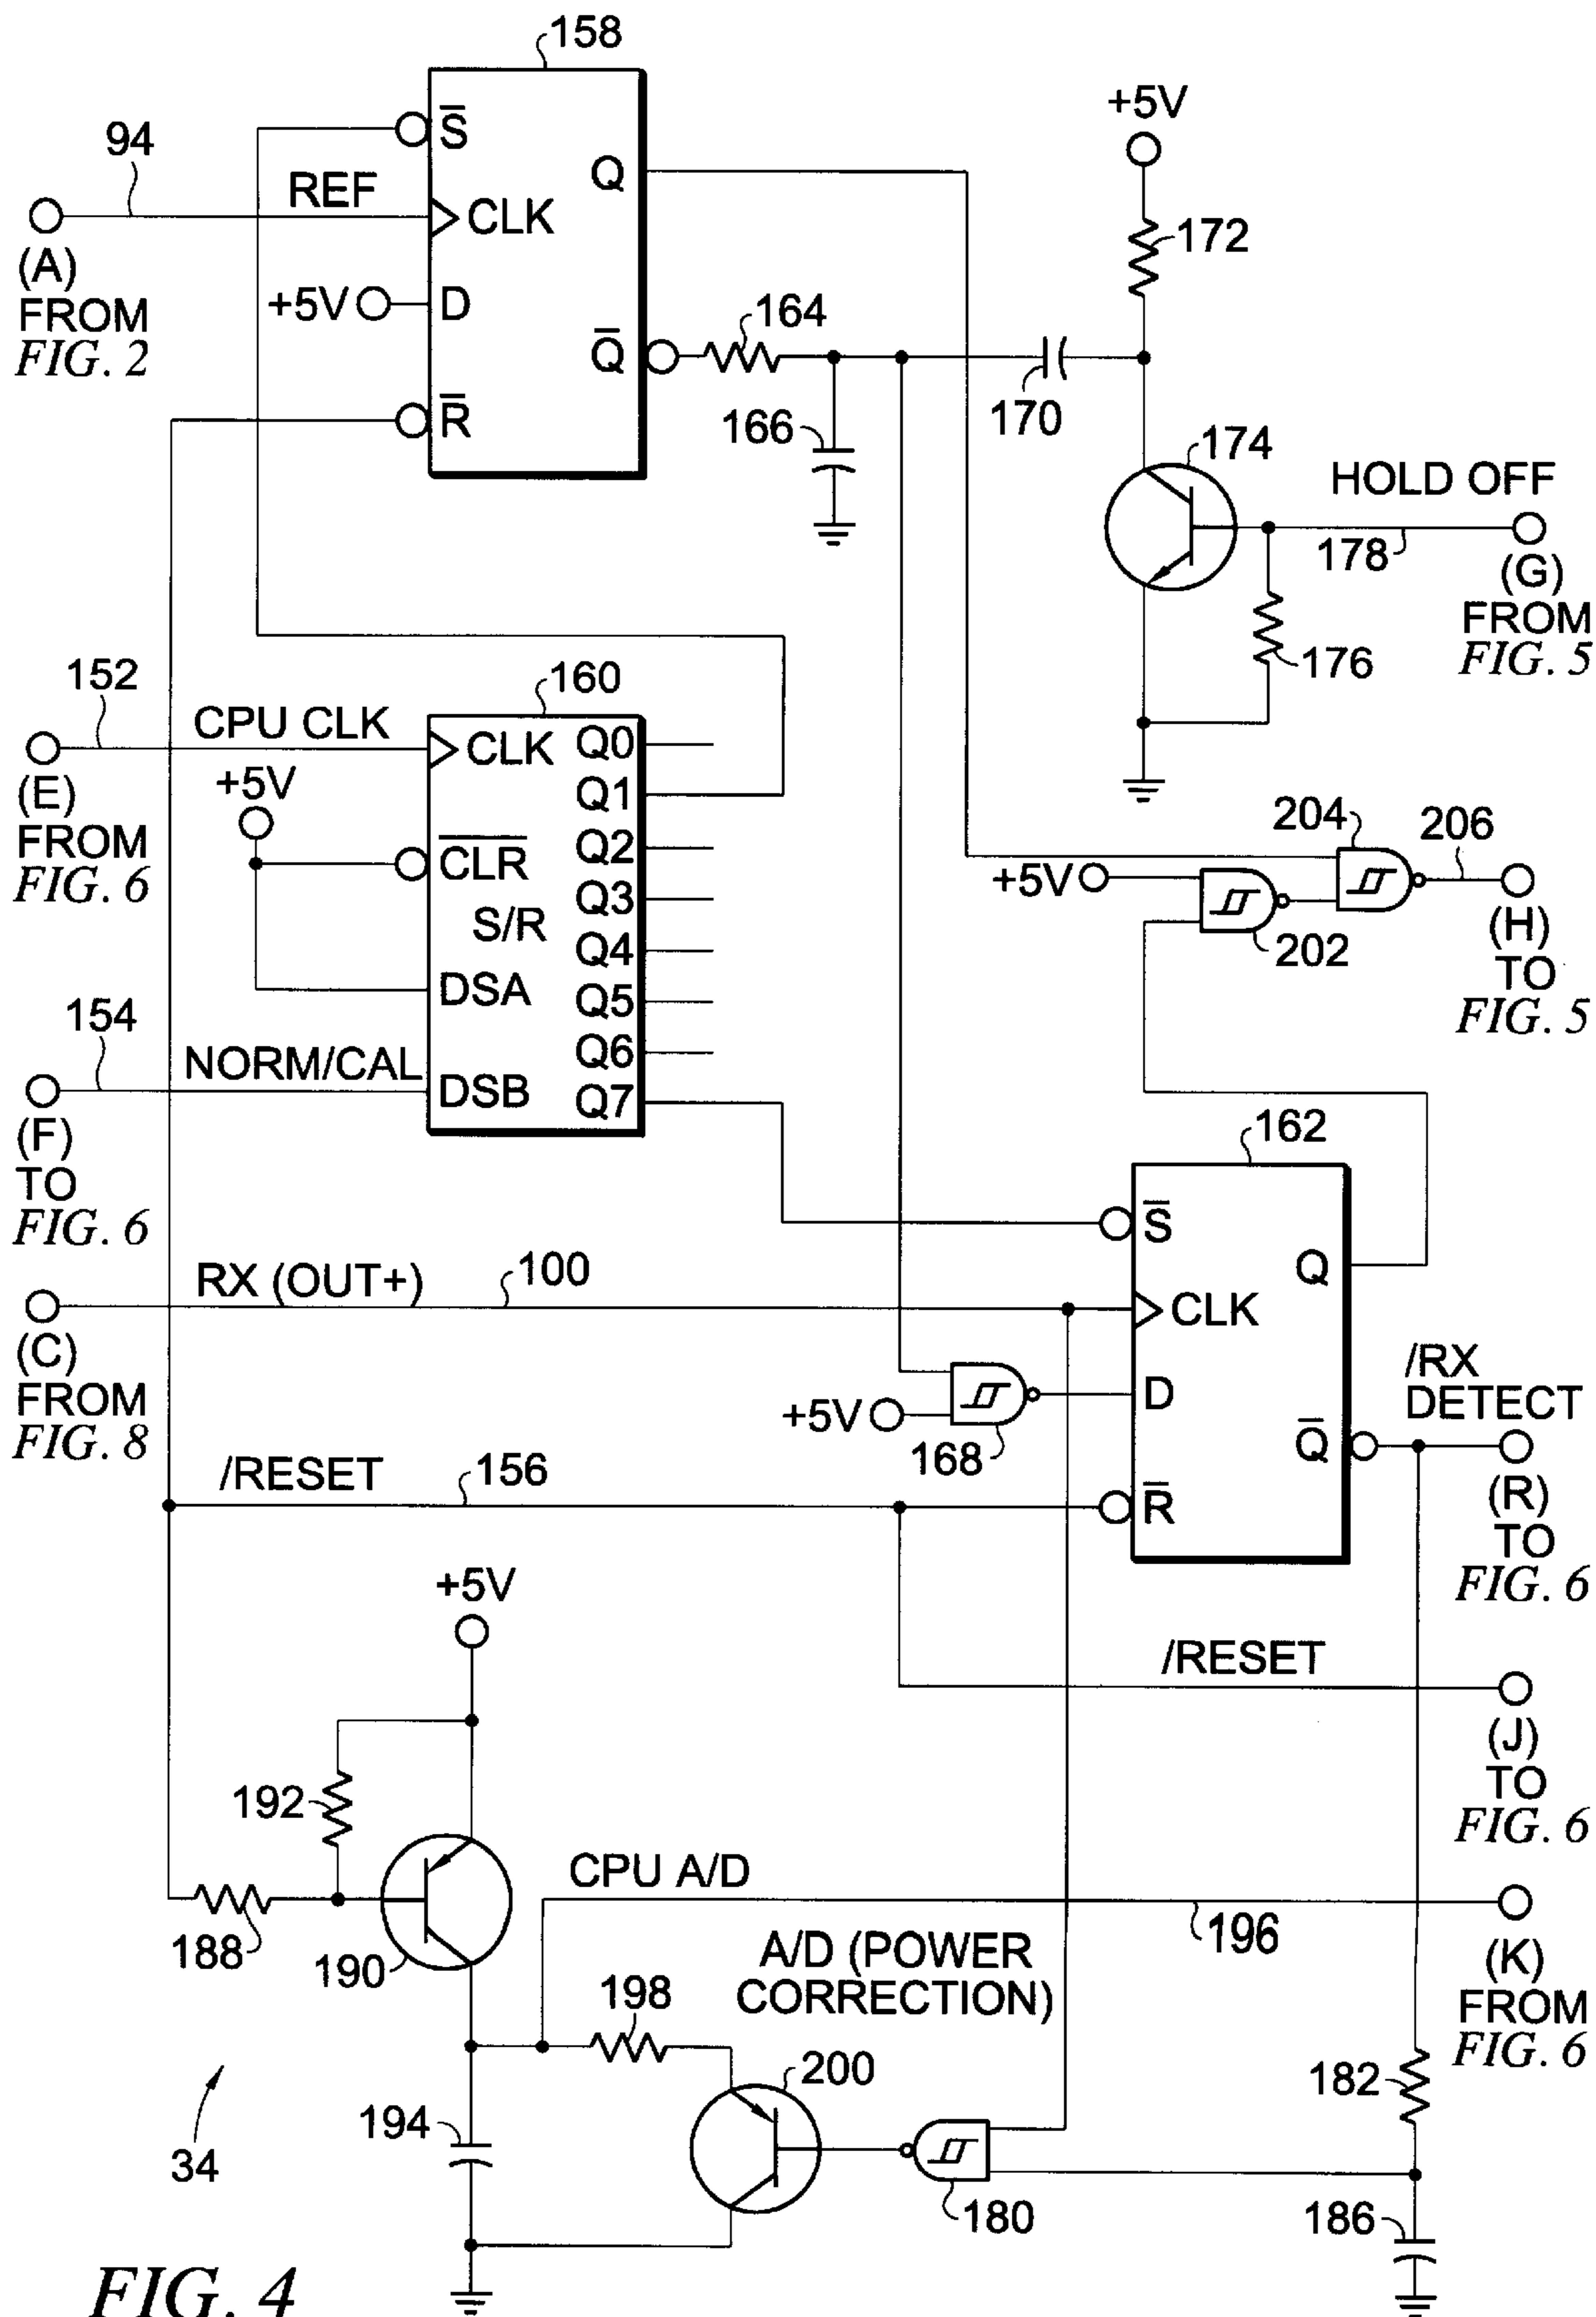 158
+5V
94
S̅
REF
CLK
Q
172
(A)
FROM
FIG. 2
+5V
D
164
Q̅
170
166
R̅
174
HOLD OFF
178
(G)
FROM
FIG. 5
176
152
CPU CLK
160
CLK
Q0
(E)
FROM
FIG. 6
+5V
Q1
C̅L̅R̅
Q2
Q3
S/R
Q4
DSA
Q5
Q6
204
206
+5V
202
(H)
TO
FIG. 5
154
NORM/CAL
DSB
Q7
(F)
TO
FIG. 6
162
S̅
Q
RX (OUT+)
100
CLK
(C)
FROM
FIG. 8
+5V
168
D
/RX
DETECT
Q̅
(R)
TO
FIG. 6
/RESET
156
R̅
+5V
/RESET
(J)
TO
FIG. 6
192
CPU A/D
188
190
196
(K)
FROM
FIG. 6
A/D (POWER
CORRECTION)
198
200
182
194
34
180
186
FIG. 4